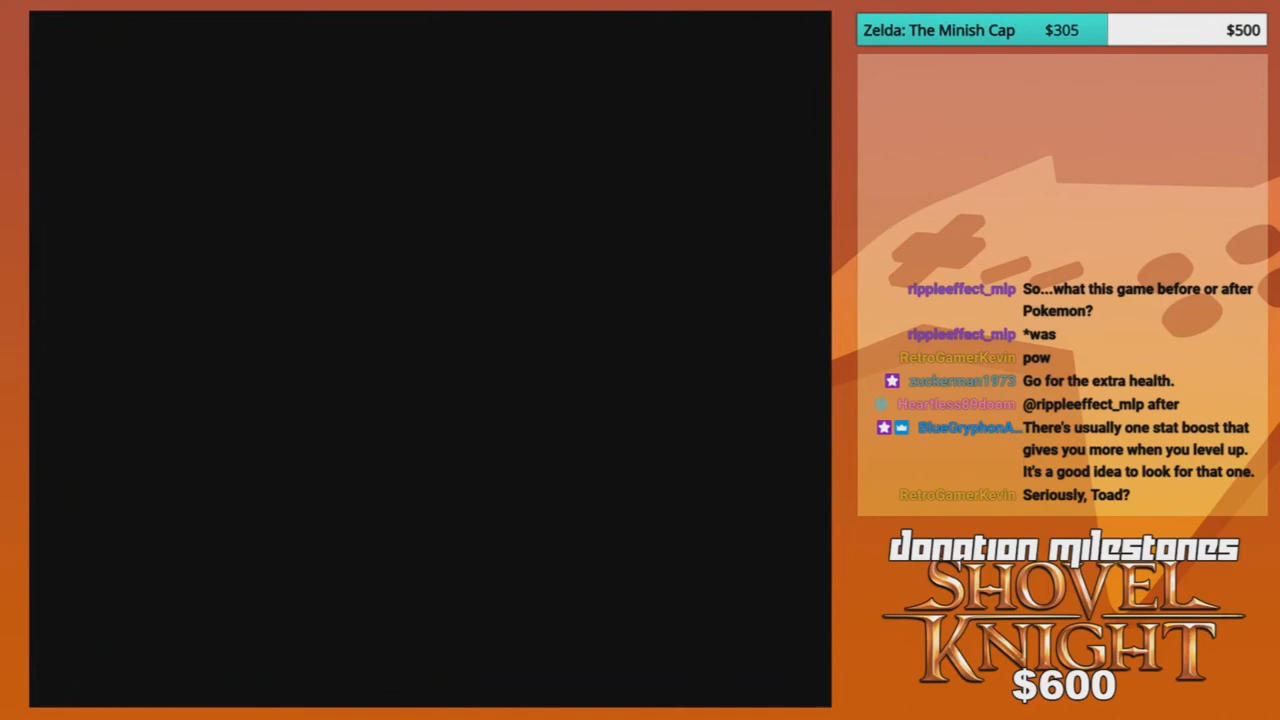 Zelda: The Minish Cap $305 $500
rippleeffect_mlp So...what this game before or after
Pokemon?
rippleeffect_mlp *was
RetroGamerKevin pow
zuckerman1973 Go for the extra health.
Heartless89doom @rippleeffect_mlp after
BlueGryphonA... There's usually one stat boost that
gives you more when you level up.
It's a good idea to look for that one.
RetroGamerKevin Seriously, Toad?
donation milestones
SHOVEL
KNIGHT
$600